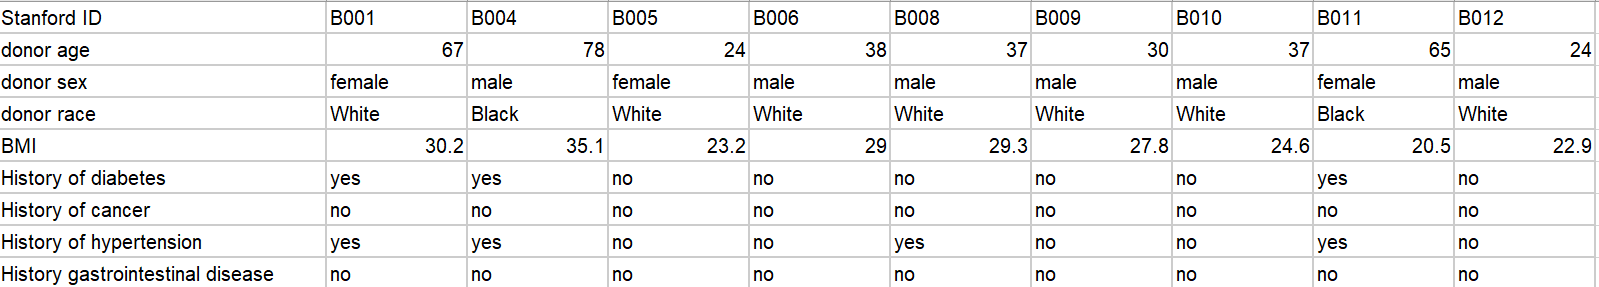 Stanford ID B001 B004 B005 B006 B008 B009 B010 B011 B012
donor age 67 78 24 38 37 30 37 65 24
donor sex female male female male male male male female male
donor race White Black White White White White White Black White
BMI 30.2 35.1 23.2 29 29.3 27.8 24.6 20.5 22.9
History of diabetes yes yes no no no no no yes no
History of cancer no no no no no no no no no
History of hypertension yes yes no no yes no no yes no
History gastrointestinal disease no no no no no no no no no